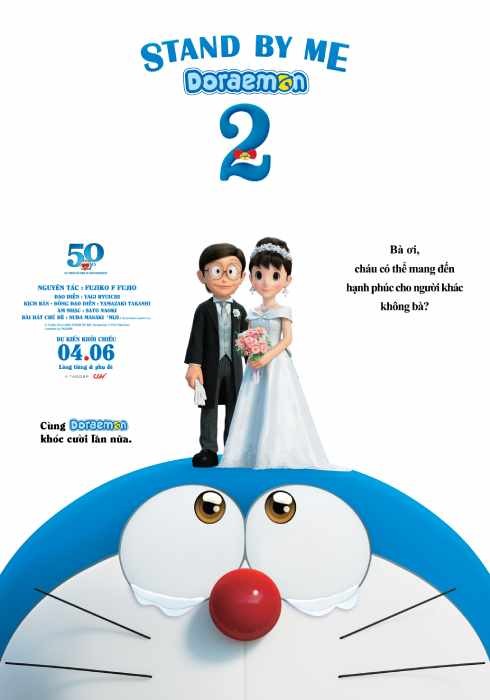 STAND BY ME
Doraemon
2
50
NGUYÊN TÁC : FUJIKO F FUJIO
ĐẠO DIỄN : YAGI RYUICHI
KỊCH BẢN - ĐỒNG ĐẠO DIỄN : YAMAZAKI TAKASHI
ÂM NHẠC : SATO NAOKI
BÀI HÁT CHỦ ĐỀ : SUDA MASAKI "NIJI"
DỰ KIẾN KHỞI CHIẾU
04.06
Lồng tiếng & phụ đề
Bà ơi,
cháu có thể mang đến
hạnh phúc cho người khác
không bà?
Cùng Doraemon
khóc cười lần nữa.